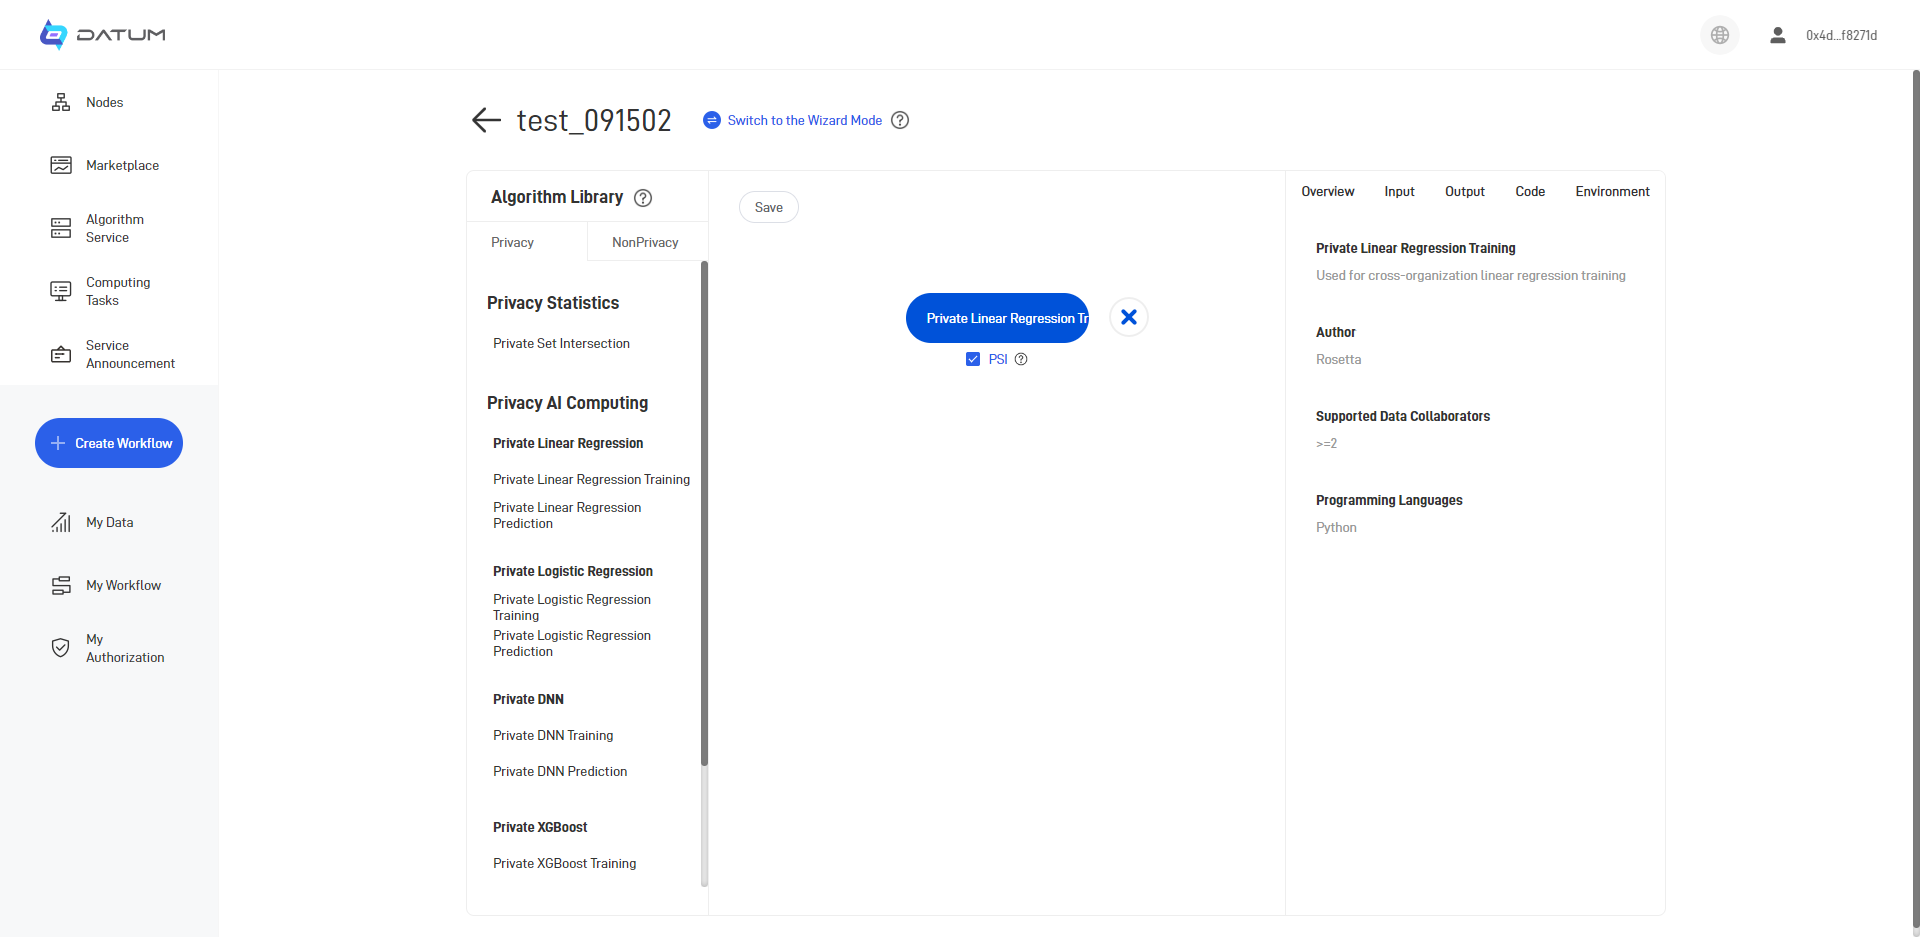 DATUM
0x4d...f8271d
Nodes
Marketplace
Algorithm
Service
Computing
Tasks
Service
Announcement
Create Workflow
My Data
My Workflow
My
Authorization
test_091502
Switch to the Wizard Mode
Algorithm Library
Privacy
NonPrivacy
Privacy Statistics
Private Set Intersection
Privacy AI Computing
Private Linear Regression
Private Linear Regression Training
Private Linear Regression
Prediction
Private Logistic Regression
Private Logistic Regression
Training
Private Logistic Regression
Prediction
Private DNN
Private DNN Training
Private DNN Prediction
Private XGBoost
Private XGBoost Training
Save
Private Linear Regression Tr
PSI
Overview
Input
Output
Code
Environment
Private Linear Regression Training
Used for cross-organization linear regression training
Author
Rosetta
Supported Data Collaborators
>=2
Programming Languages
Python